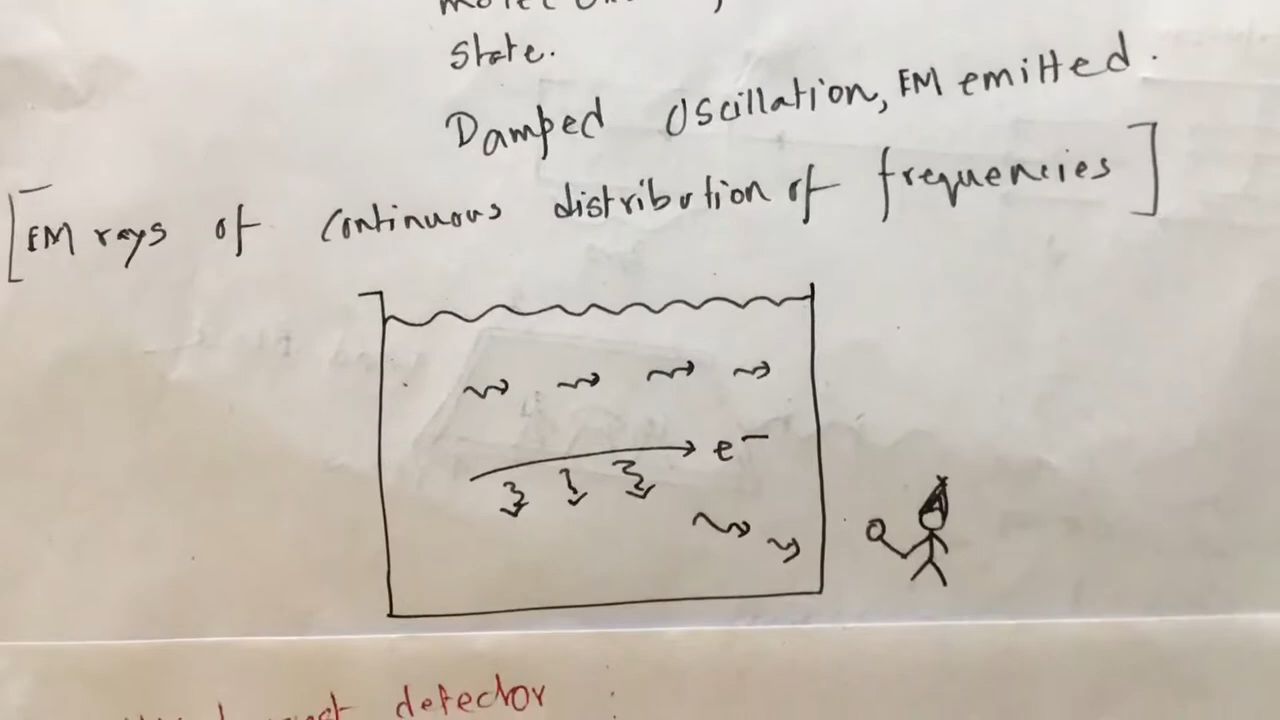 state.
Damped Oscillation, EM emitted.
[EM rays of continuous distribution of frequencies]
e−
detector